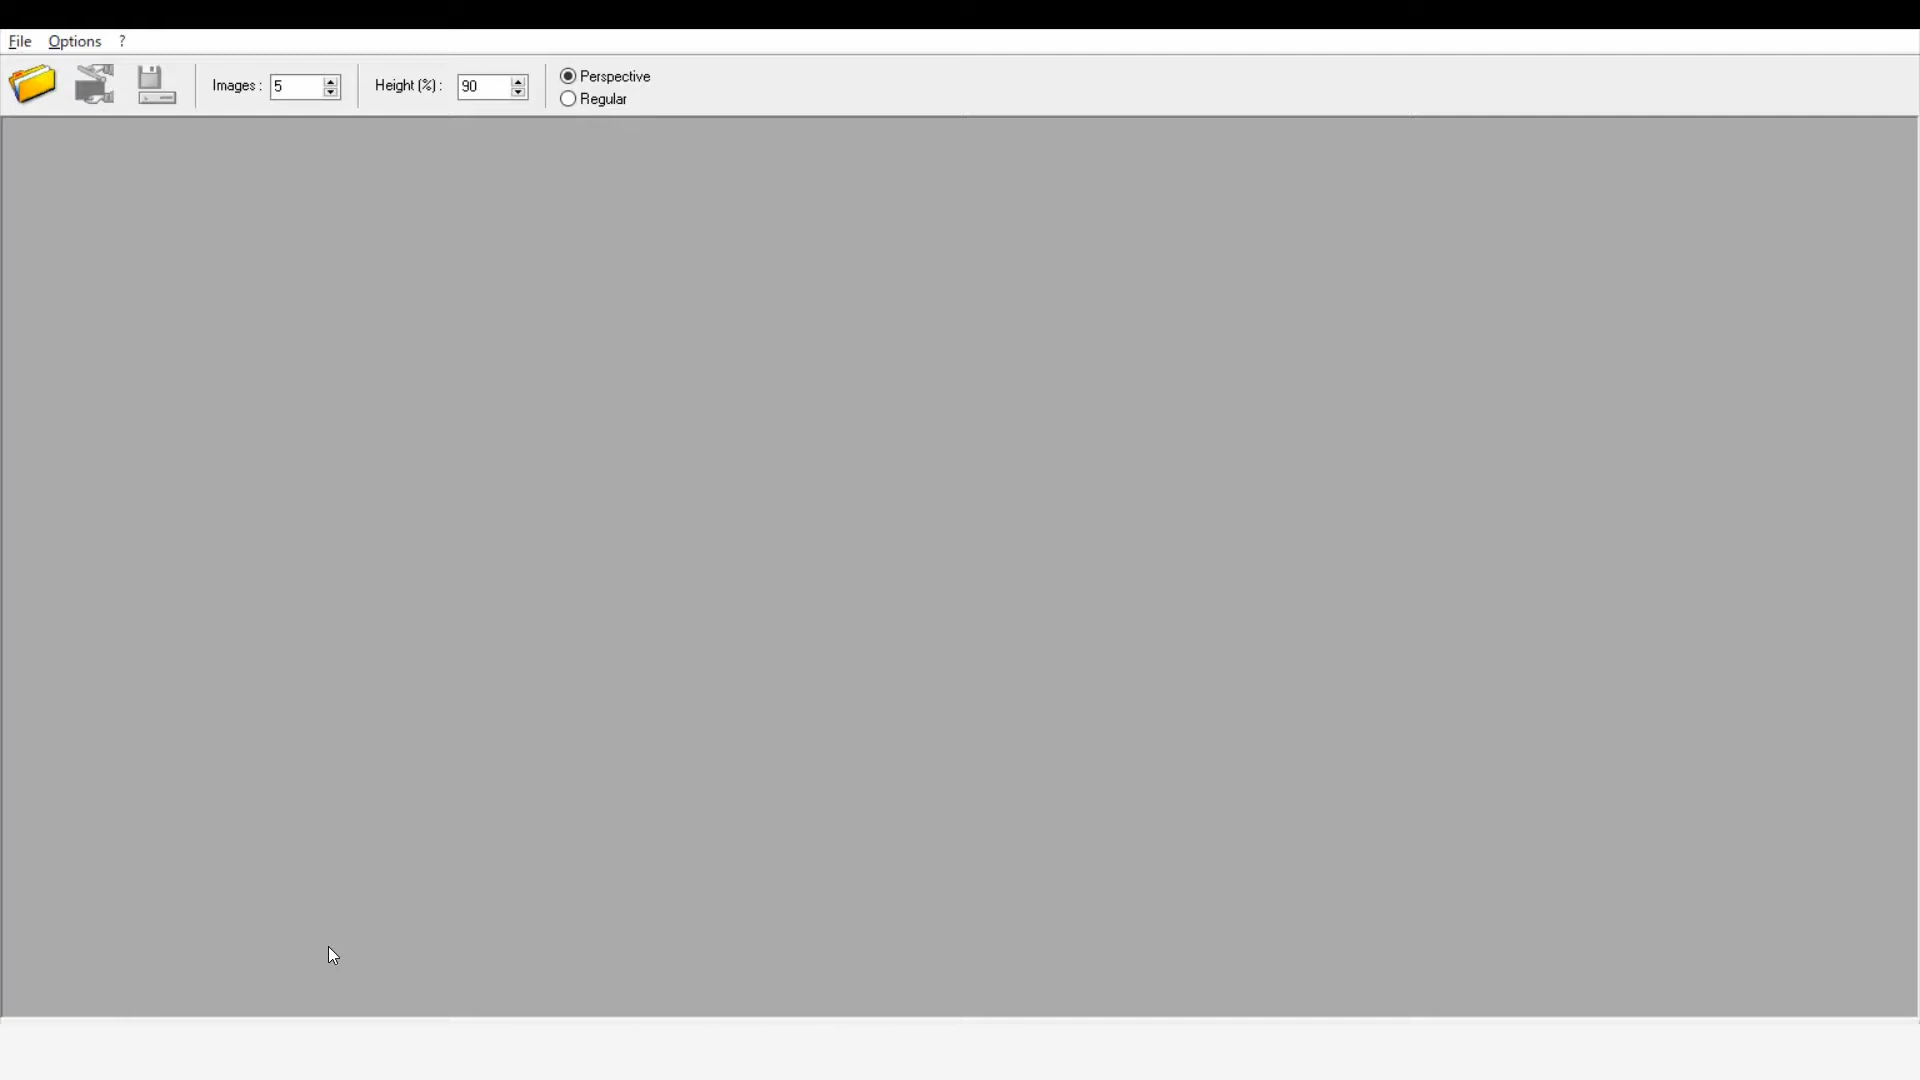 File Options ?
Images : 5 Height (%) : 90 Perspective
Regular